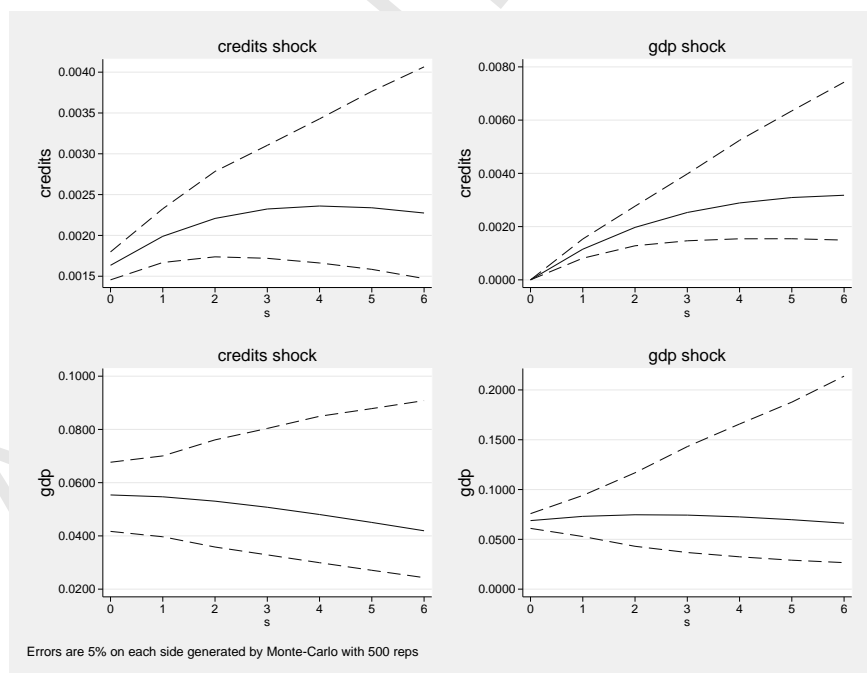 credits shock
credits
0.0040
0.0035
0.0030
0.0025
0.0020
0.0015
0 1 2 3 4 5 6
s
gdp shock
credits
0.0080
0.0060
0.0040
0.0020
0.0000
0 1 2 3 4 5 6
s
credits shock
gdp
0.1000
0.0800
0.0600
0.0400
0.0200
0 1 2 3 4 5 6
s
gdp shock
gdp
0.2000
0.1500
0.1000
0.0500
0.0000
0 1 2 3 4 5 6
s
Errors are 5% on each side generated by Monte-Carlo with 500 reps